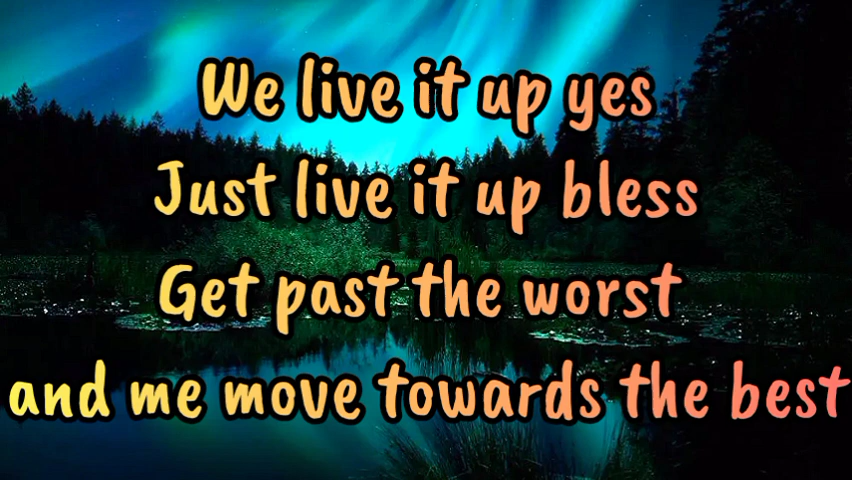 We live it up yes
Just live it up bless
Get past the worst
and me move towards the best